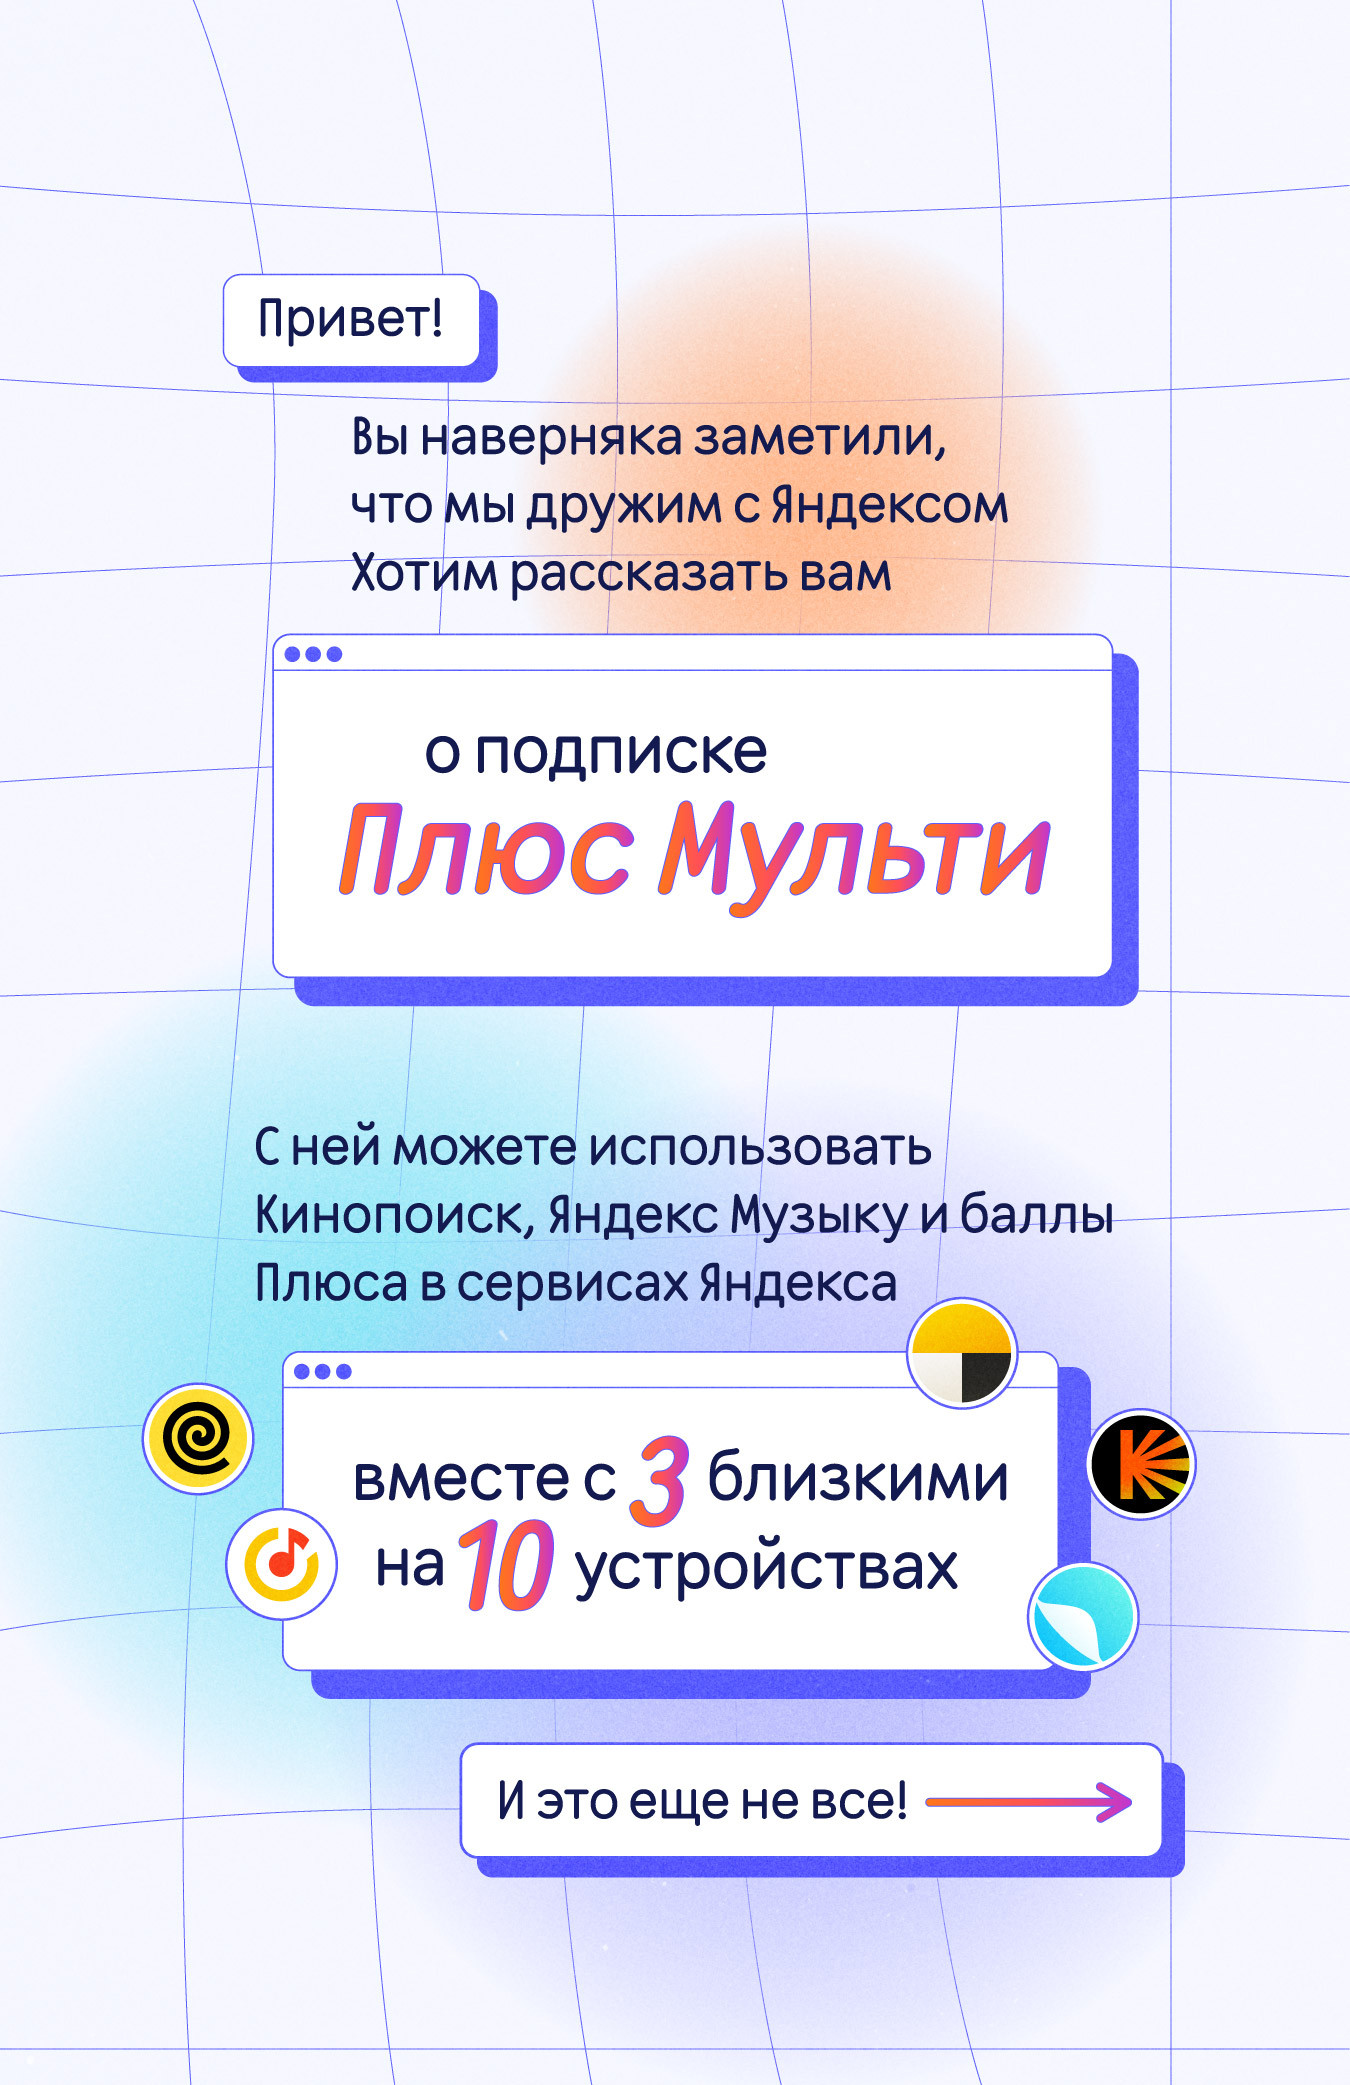 Привет!
Вы наверняка заметили,
что мы дружим с Яндексом
Хотим рассказать вам
о подписке
Плюс Мульти
С ней можете использовать
Кинопоиск, Яндекс Музыку и баллы
Плюса в сервисах Яндекса
вместе с 3 близкими
на 10 устройствах
И это еще не все!